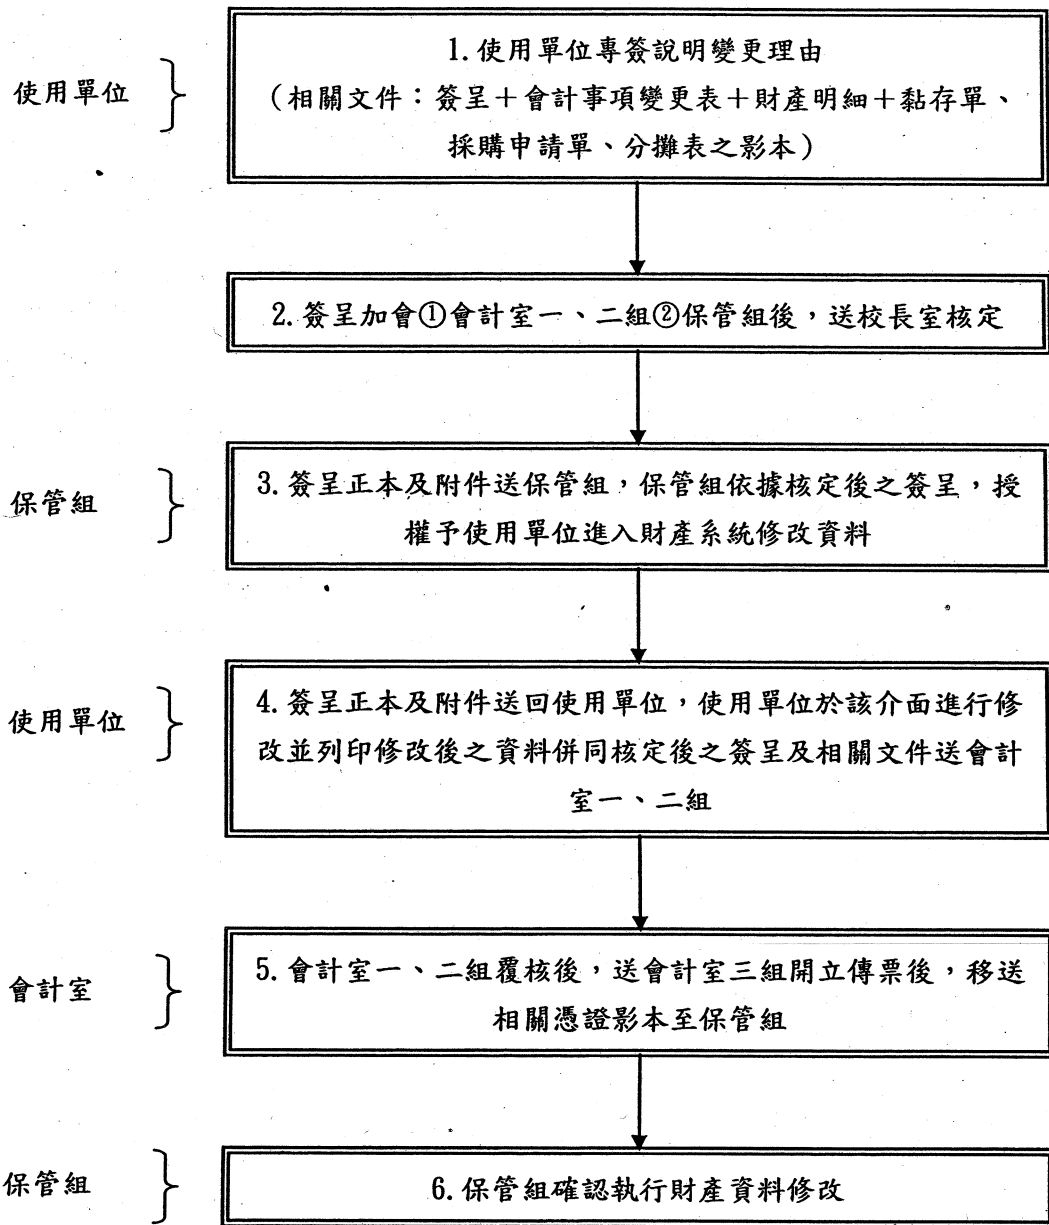 使用單位
1.使用單位專簽說明變更理由
（相關文件：簽呈＋會計事項變更表＋財產明細＋黏存單、
採購申請單、分攤表之影本）
2.簽呈加會①會計室一、二組②保管組後，送校長室核定
保管組
3.簽呈正本及附件送保管組，保管組依據核定後之簽呈，授
權予使用單位進入財產系統修改資料
使用單位
4.簽呈正本及附件送回使用單位，使用單位於該介面進行修
改並列印修改後之資料併同核定後之簽呈及相關文件送會計
室一、二組
會計室
5.會計室一、二組覆核後，送會計室三組開立傳票後，移送
相關憑證影本至保管組
保管組
6.保管組確認執行財產資料修改